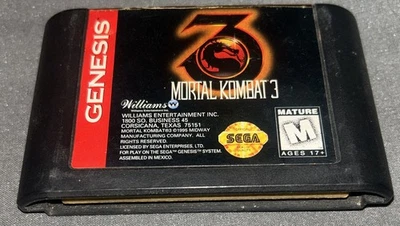 GENESIS
3
MORTAL KOMBAT 3
Williams
WILLIAMS ENTERTAINMENT INC.
1800 SO. BUSINESS 45
CORSICANA, TEXAS 75151
MORTAL KOMBAT®3 © 1995 MIDWAY
MANUFACTURING COMPANY. ALL
RIGHTS RESERVED.
LICENSED BY SEGA ENTERPRISES, LTD.
FOR PLAY ON THE SEGA™ GENESIS™ SYSTEM.
ASSEMBLED IN MEXICO.
SEGA
MATURE
M
AGES 17+